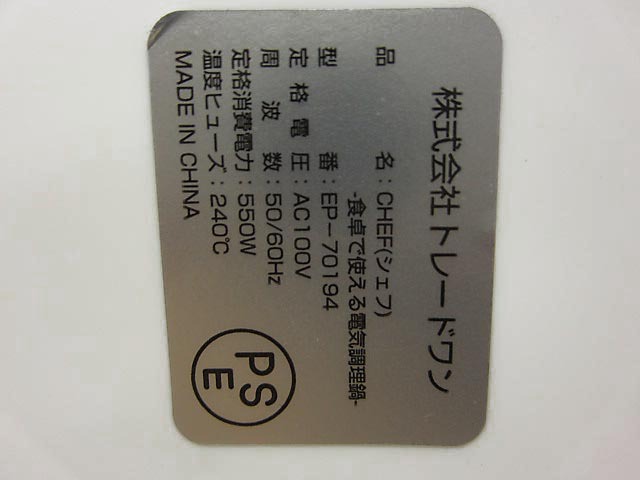 株式会社トレードワン
品 名：CHEF(シェフ)
-食卓で使える電気調理鍋-
型 番：EP－70194
定 格 電 圧：AC100V
周 波 数：50/60Hz
定格消費電力：550W
温度ヒューズ：240℃
MADE IN CHINA
PS
E